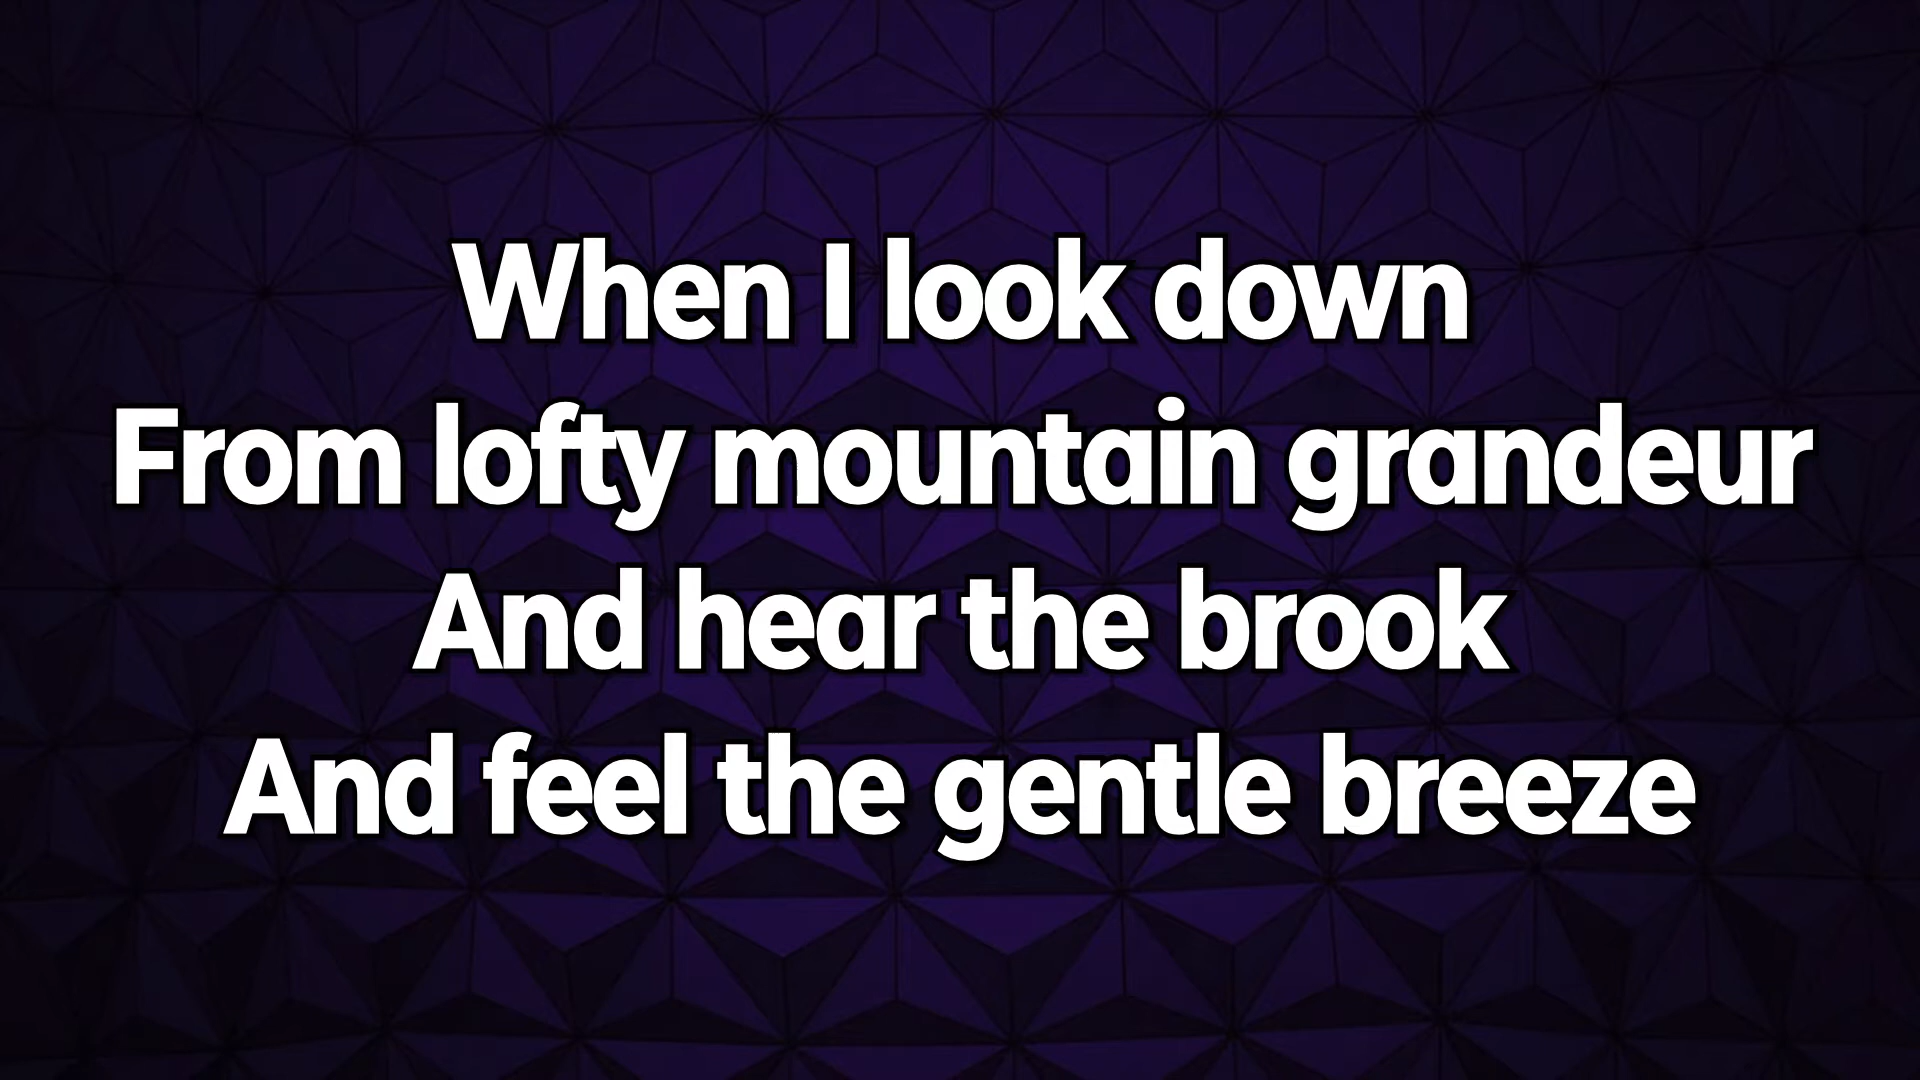 When I look down
From lofty mountain grandeur
And hear the brook
And feel the gentle breeze